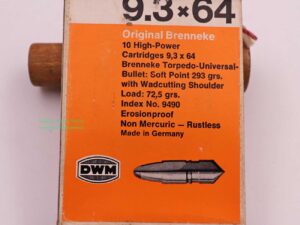 9.3×64
Original Brenneke
10 High-Power
Cartridges 9,3 x 64
Brenneke Torpedo-Universal-
Bullet: Soft Point 293 grs.
with Wadcutting Shoulder
Load: 72,5 grs.
Index No. 9490
Erosionproof
Non Mercuric – Rustless
Made in Germany
DWM